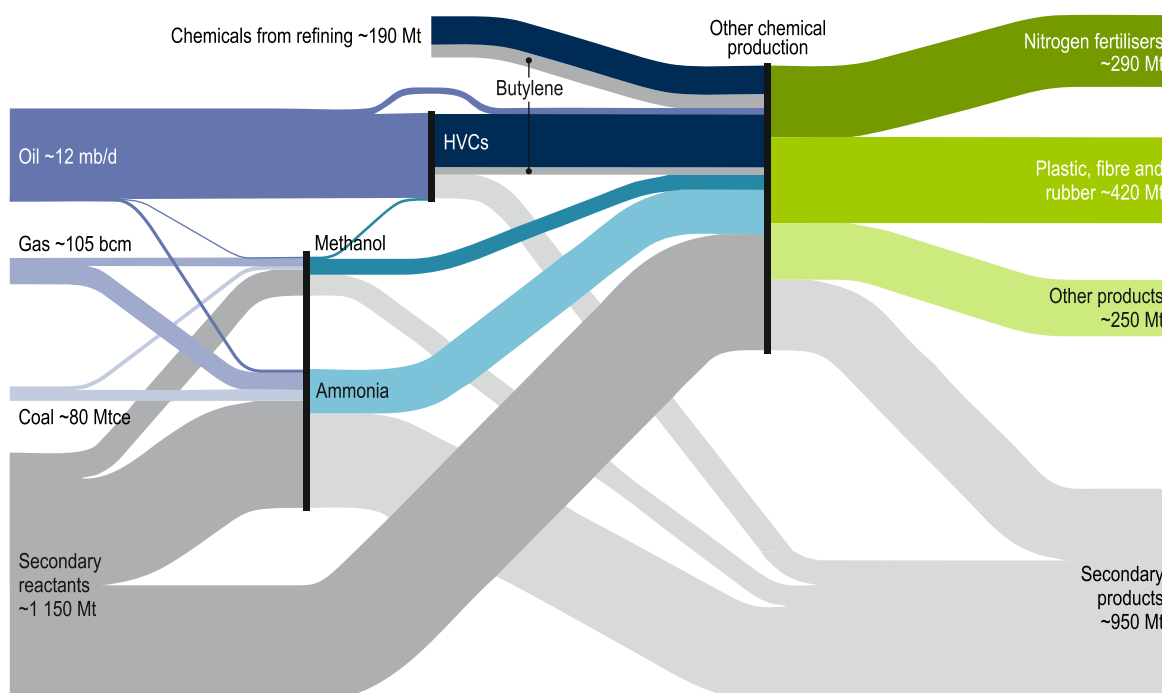 Chemicals from refining ~190 Mt
Other chemical
production
Nitrogen fertilisers
~290 Mt
Butylene
Oil ~12 mb/d
HVCs
Plastic, fibre and
rubber ~420 Mt
Gas ~105 bcm
Methanol
Other products
~250 Mt
Ammonia
Coal ~80 Mtce
Secondary
reactants
~1 150 Mt
Secondary
products
~950 Mt